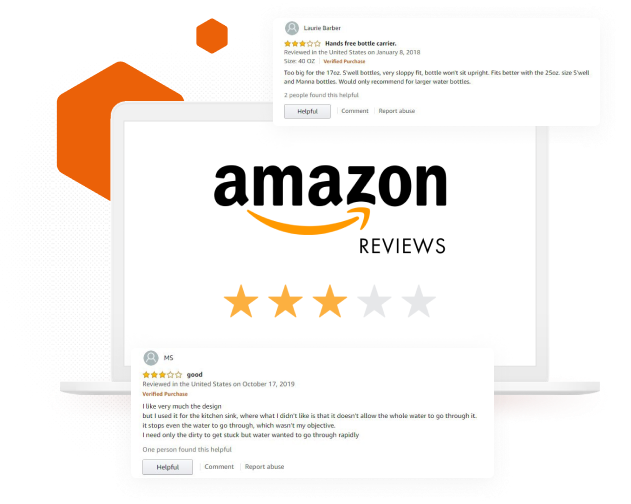 Laurie Barber
Hands free bottle carrier.
Reviewed in the United States on January 8, 2018
Size: 40 OZ | Verified Purchase
Too big for the 17oz. S'well bottles, very sloppy fit, bottle won't sit upright. Fits better with the 25oz. size S'well
and Manna bottles. Would only recommend for larger water bottles.
2 people found this helpful
Helpful | Comment | Report abuse
amazon
REVIEWS
MS
good
Reviewed in the United States on October 17, 2019
Verified Purchase
I like very much the design
but I used it for the kitchen sink, where what I didn't like is that it doesn't allow the whole water to go through it.
it stops even the water to go through, which wasn't my objective.
I need only the dirty to get stuck but water wanted to go through rapidly
One person found this helpful
Helpful | Comment | Report abuse